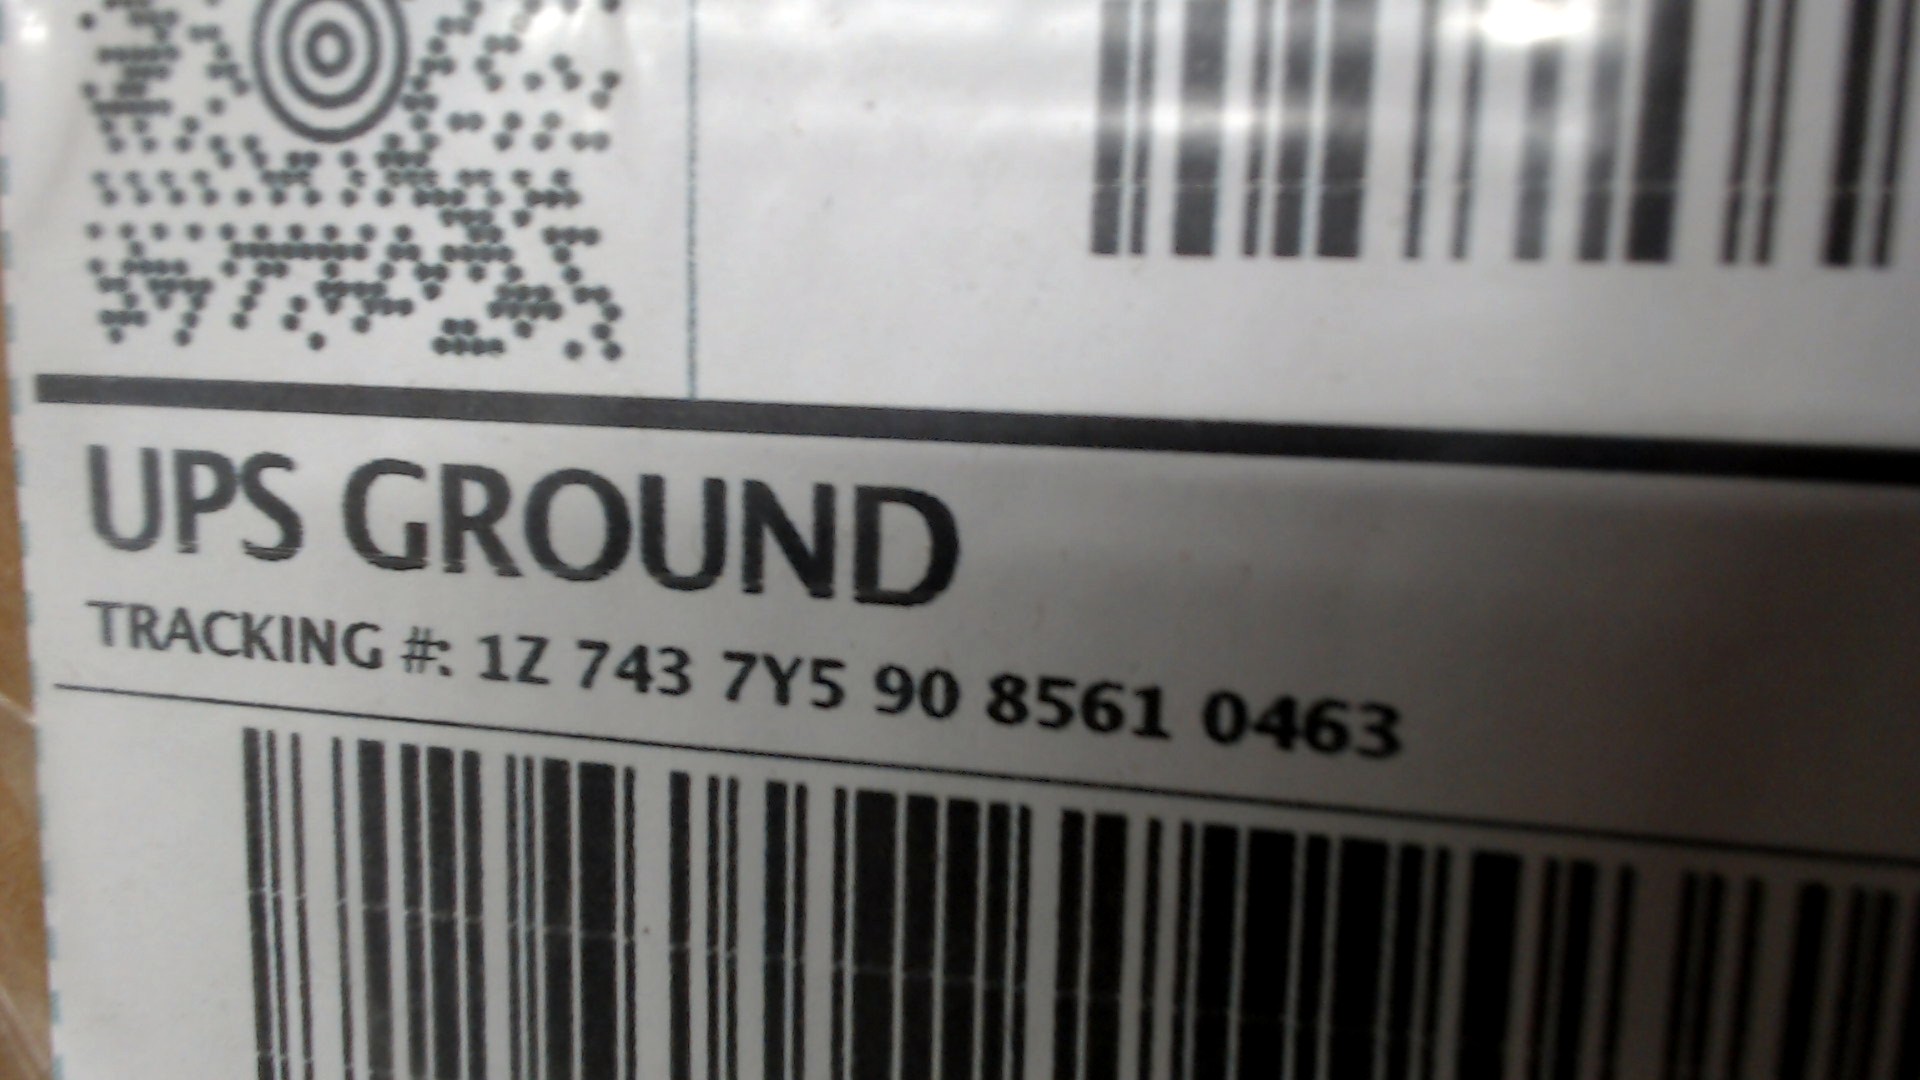 UPS GROUND
TRACKING #: 1Z 743 7Y5 90 8561 0463